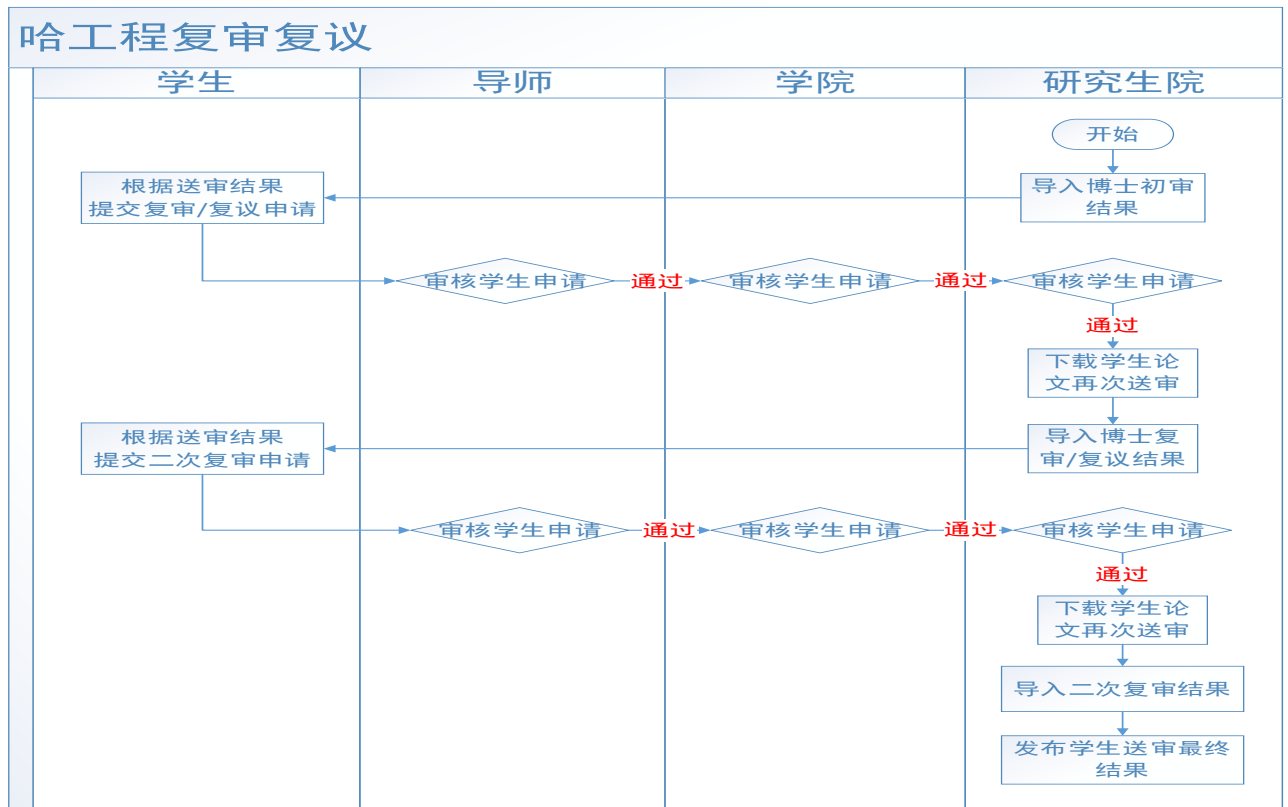 哈工程复审复议
学生
导师
学院
研究生院
开始
导入博士初审
结果
根据送审结果
提交复审/复议申请
审核学生申请
通过
审核学生申请
通过
审核学生申请
通过
下载学生论
文再次送审
导入博士复
审/复议结果
根据送审结果
提交二次复审申请
审核学生申请
通过
审核学生申请
通过
审核学生申请
通过
下载学生论
文再次送审
导入二次复审结果
发布学生送审最终
结果